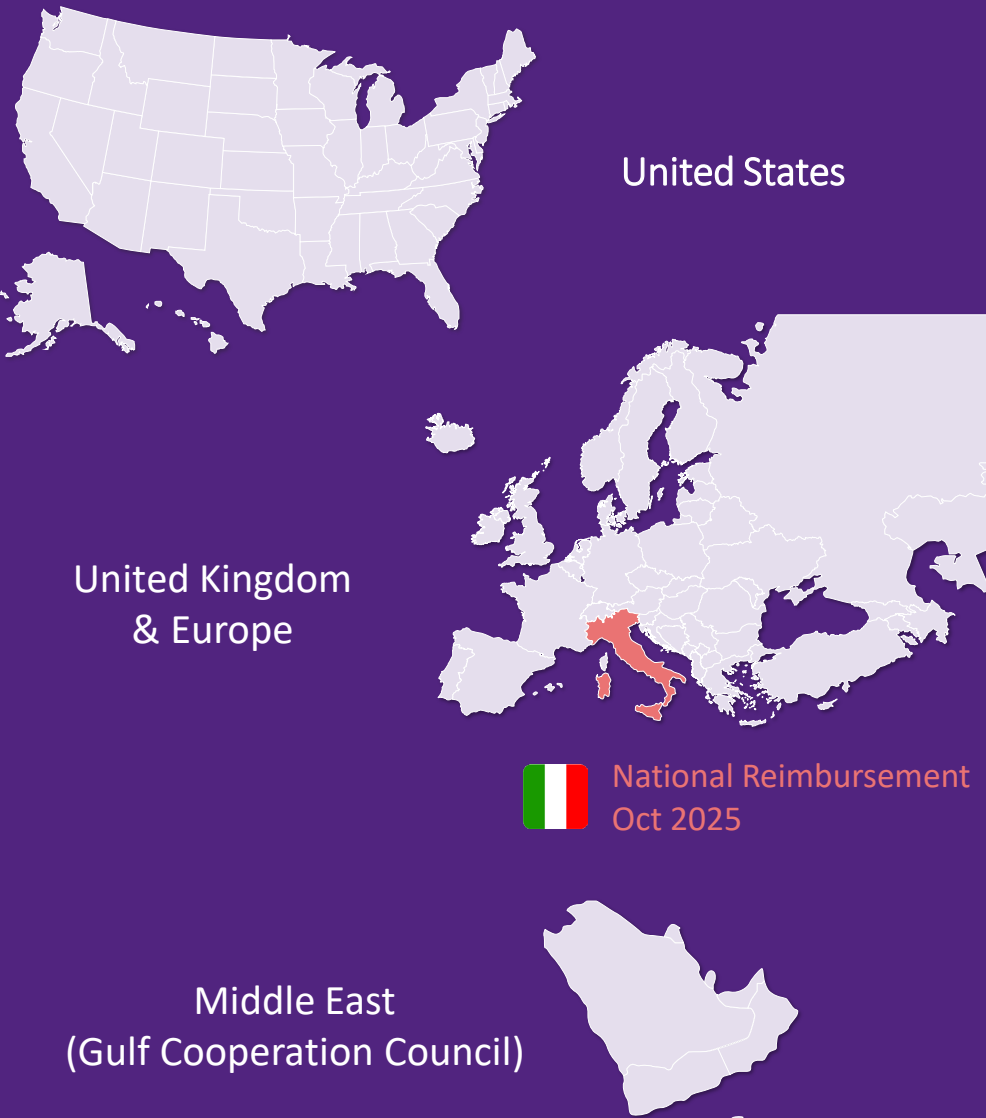 United States
United Kingdom
& Europe
National Reimbursement
Oct 2025
Middle East
(Gulf Cooperation Council)